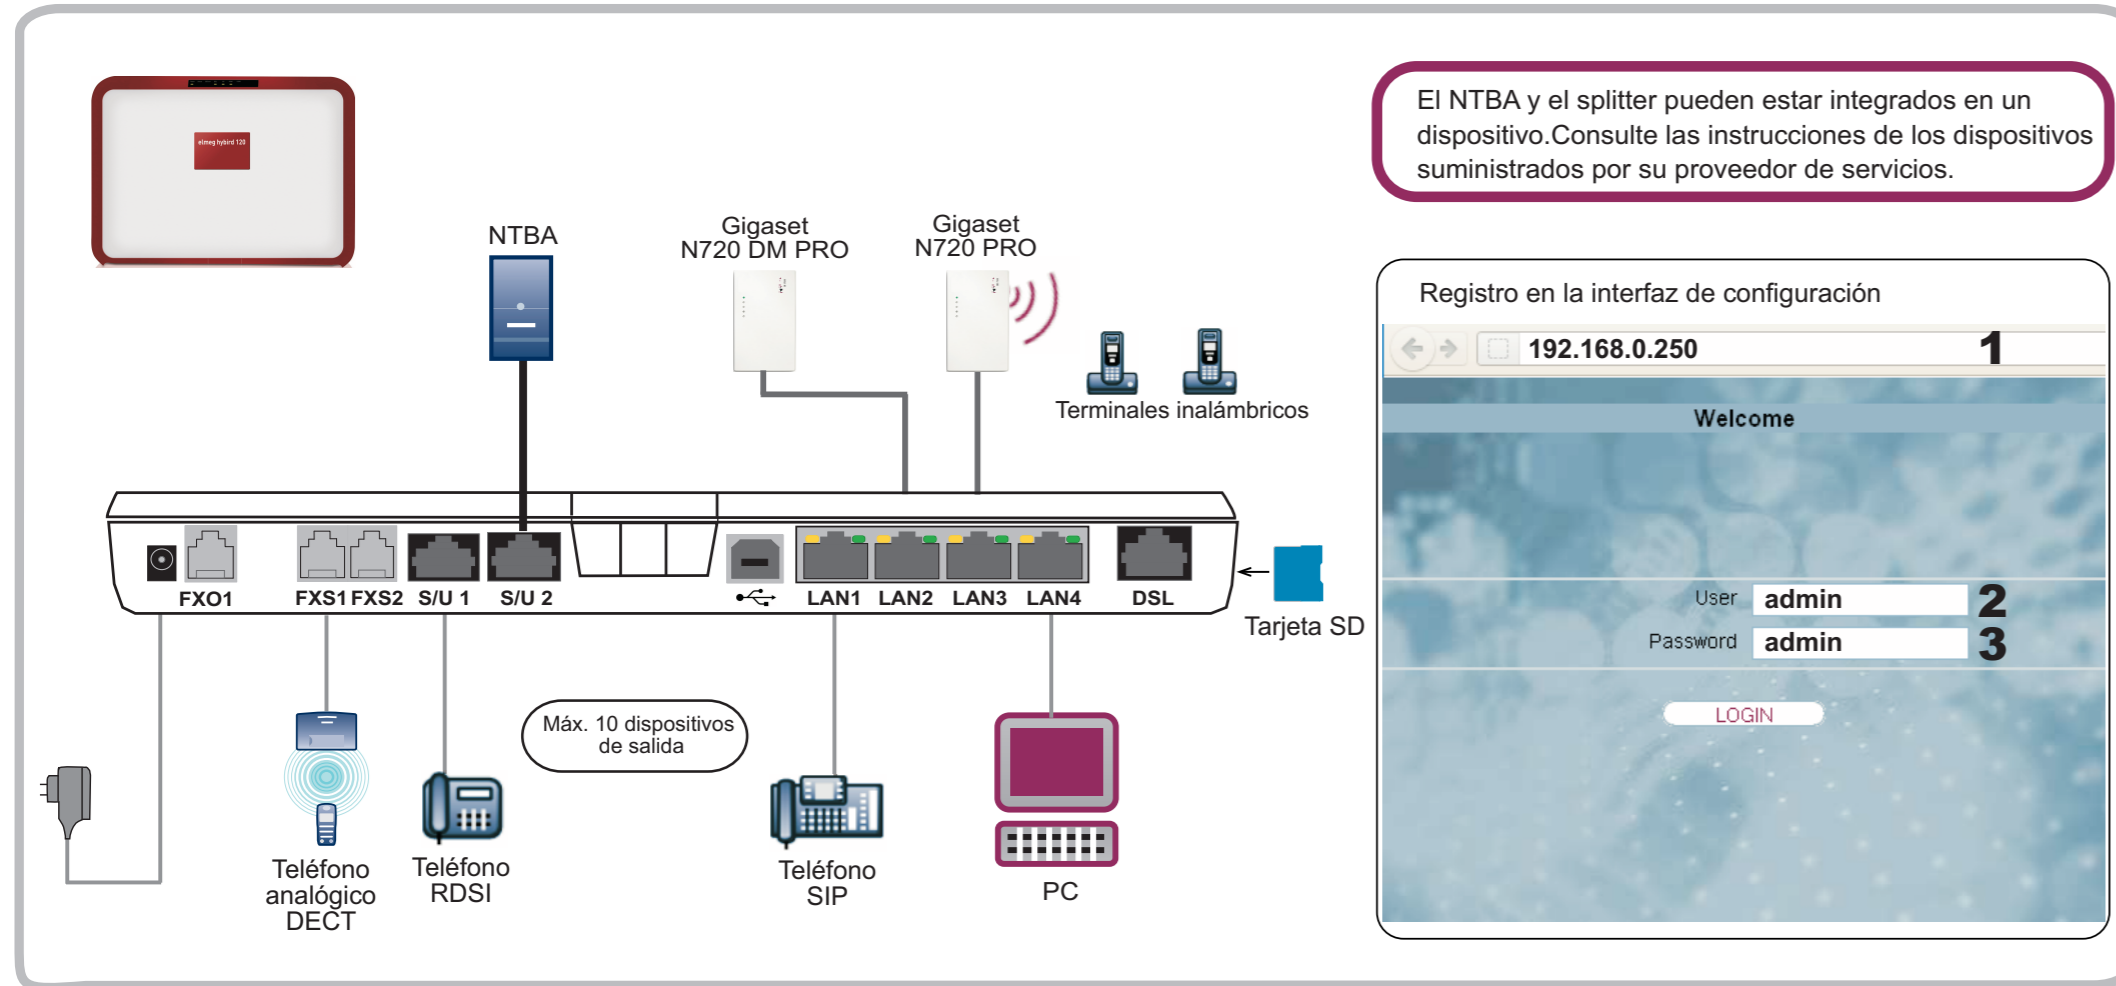 elmeg hybird 120
NTBA
Gigaset
N720 DM PRO
Gigaset
N720 PRO
Terminales inalámbricos
FXO1
FXS1 FXS2
S/U 1
S/U 2
LAN1
LAN2
LAN3
LAN4
DSL
Tarjeta SD
Máx. 10 dispositivos
de salida
Teléfono
analógico
DECT
Teléfono
RDSI
Teléfono
SIP
PC
El NTBA y el splitter pueden estar integrados en un
dispositivo.Consulte las instrucciones de los dispositivos
suministrados por su proveedor de servicios.
Registro en la interfaz de configuración
192.168.0.250 1
Welcome
User admin 2
Password admin 3
LOGIN